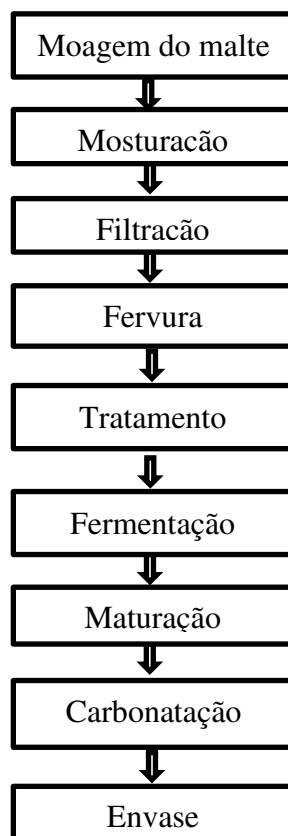 Moagem do malte
Mosturacão
Filtracão
Fervura
Tratamento
Fermentação
Maturação
Carbonatação
Envase